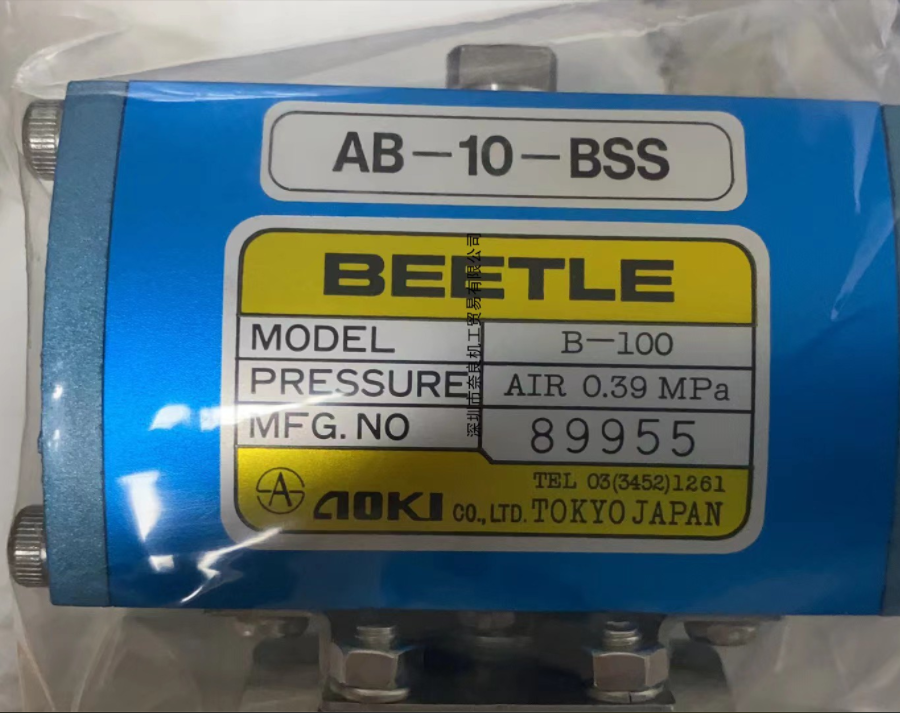 AB-10-BSS
BEETLE
MODEL B-100
PRESSURE AIR 0.39 MPa
MFG. NO 89955
TEL 03(3452)1261
AOKI CO., LTD. TOKYO JAPAN
深圳市奈良机工贸易有限公司